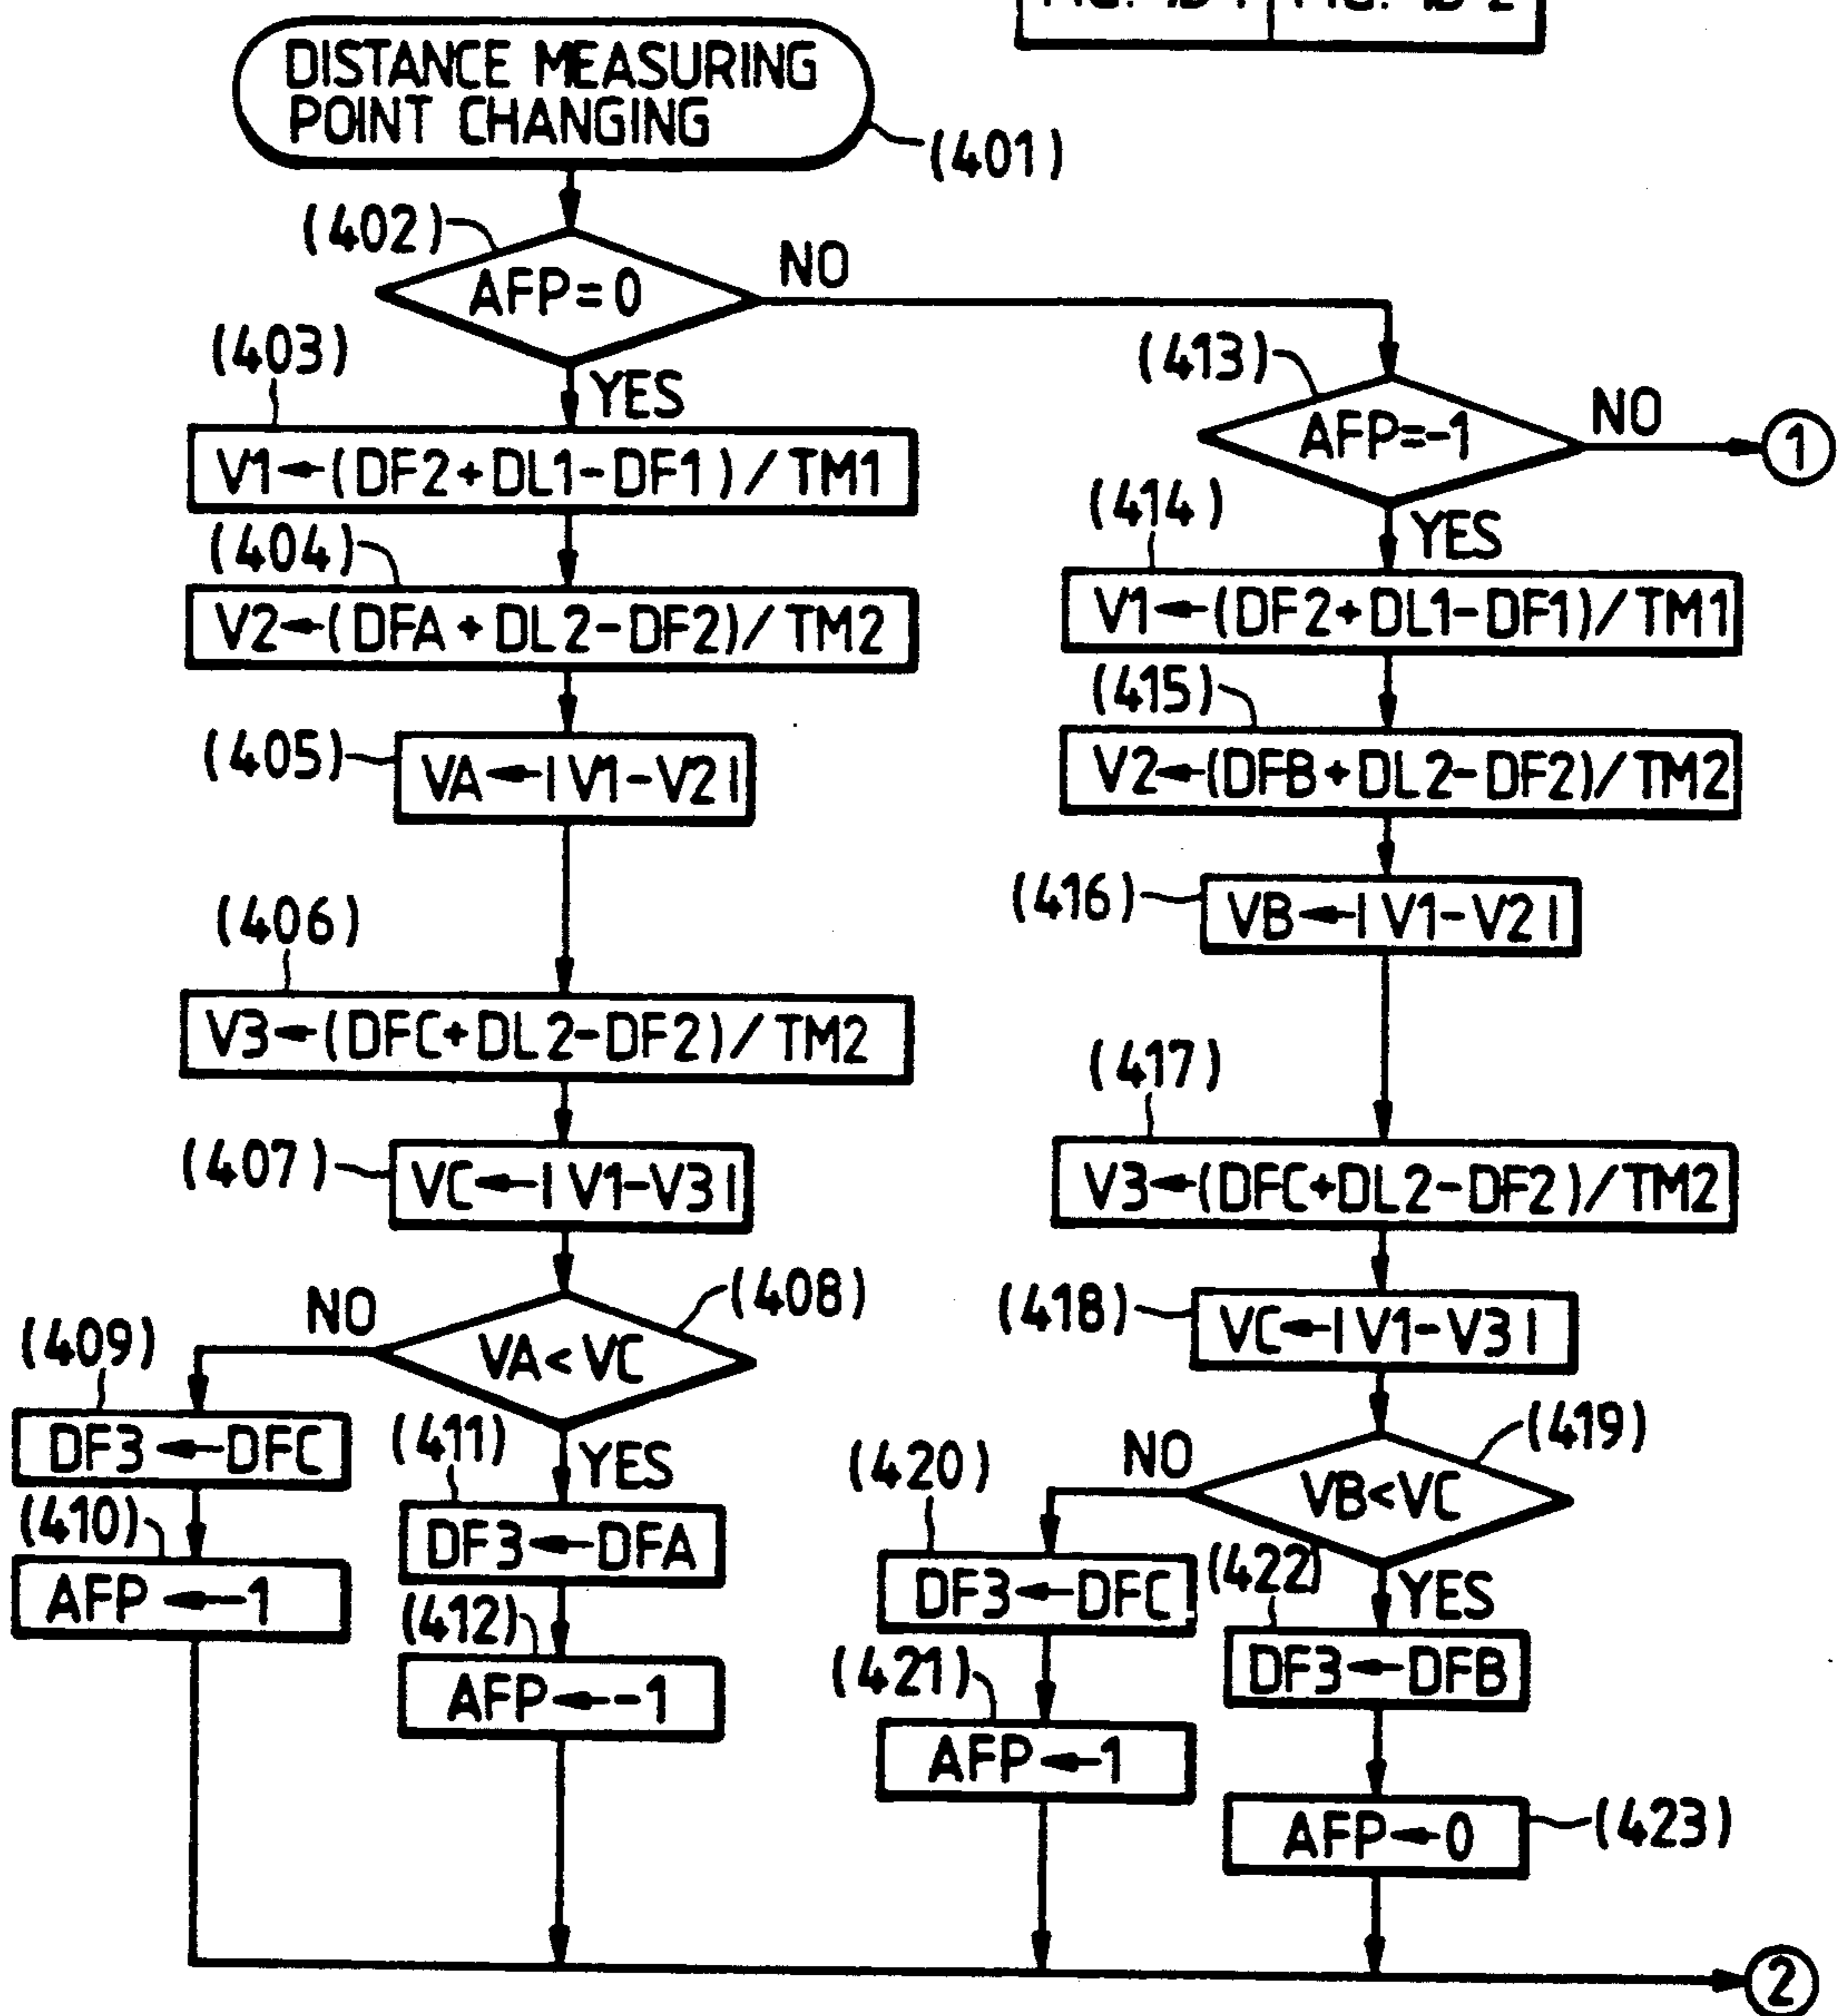 DISTANCE MEASURING
POINT CHANGING
(401)
(402)
AFP=0
NO
YES
(403)
V1←(DF2+DL1-DF1)/TM1
(404)
V2←(DFA+DL2-DF2)/TM2
(405)
VA←|V1-V2|
(406)
V3←(DFC+DL2-DF2)/TM2
(407)
VC←|V1-V3|
(408)
VA<VC
NO
YES
(409)
DF3←DFC
(410)
AFP←1
(411)
DF3←DFA
(412)
AFP←-1
(413)
AFP=-1
NO
1
YES
(414)
V1←(DF2+DL1-DF1)/TM1
(415)
V2←(DFB+DL2-DF2)/TM2
(416)
VB←|V1-V2|
(417)
V3←(DFC+DL2-DF2)/TM2
(418)
VC←|V1-V3|
(419)
VB<VC
NO
YES
(420)
DF3←DFC
(421)
AFP←1
(422)
DF3←DFB
(423)
AFP←0
2